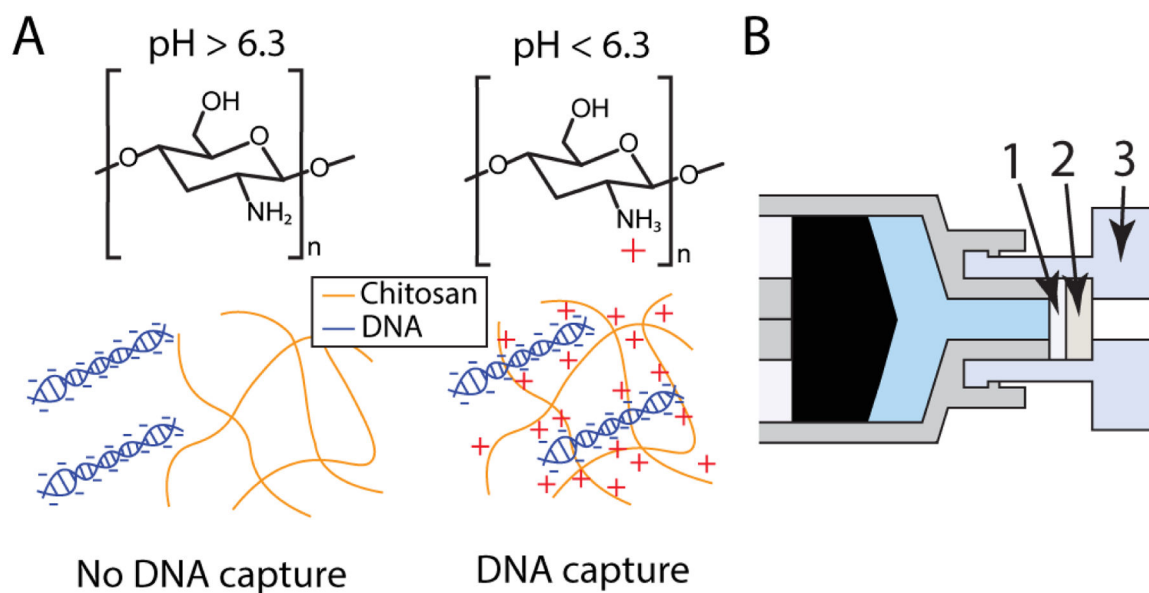 A
pH > 6.3
OH
O
O
O
NH₂
n
pH < 6.3
OH
O
O
O
NH₃
+
n
Chitosan
DNA
No DNA capture
DNA capture
B
1
2
3